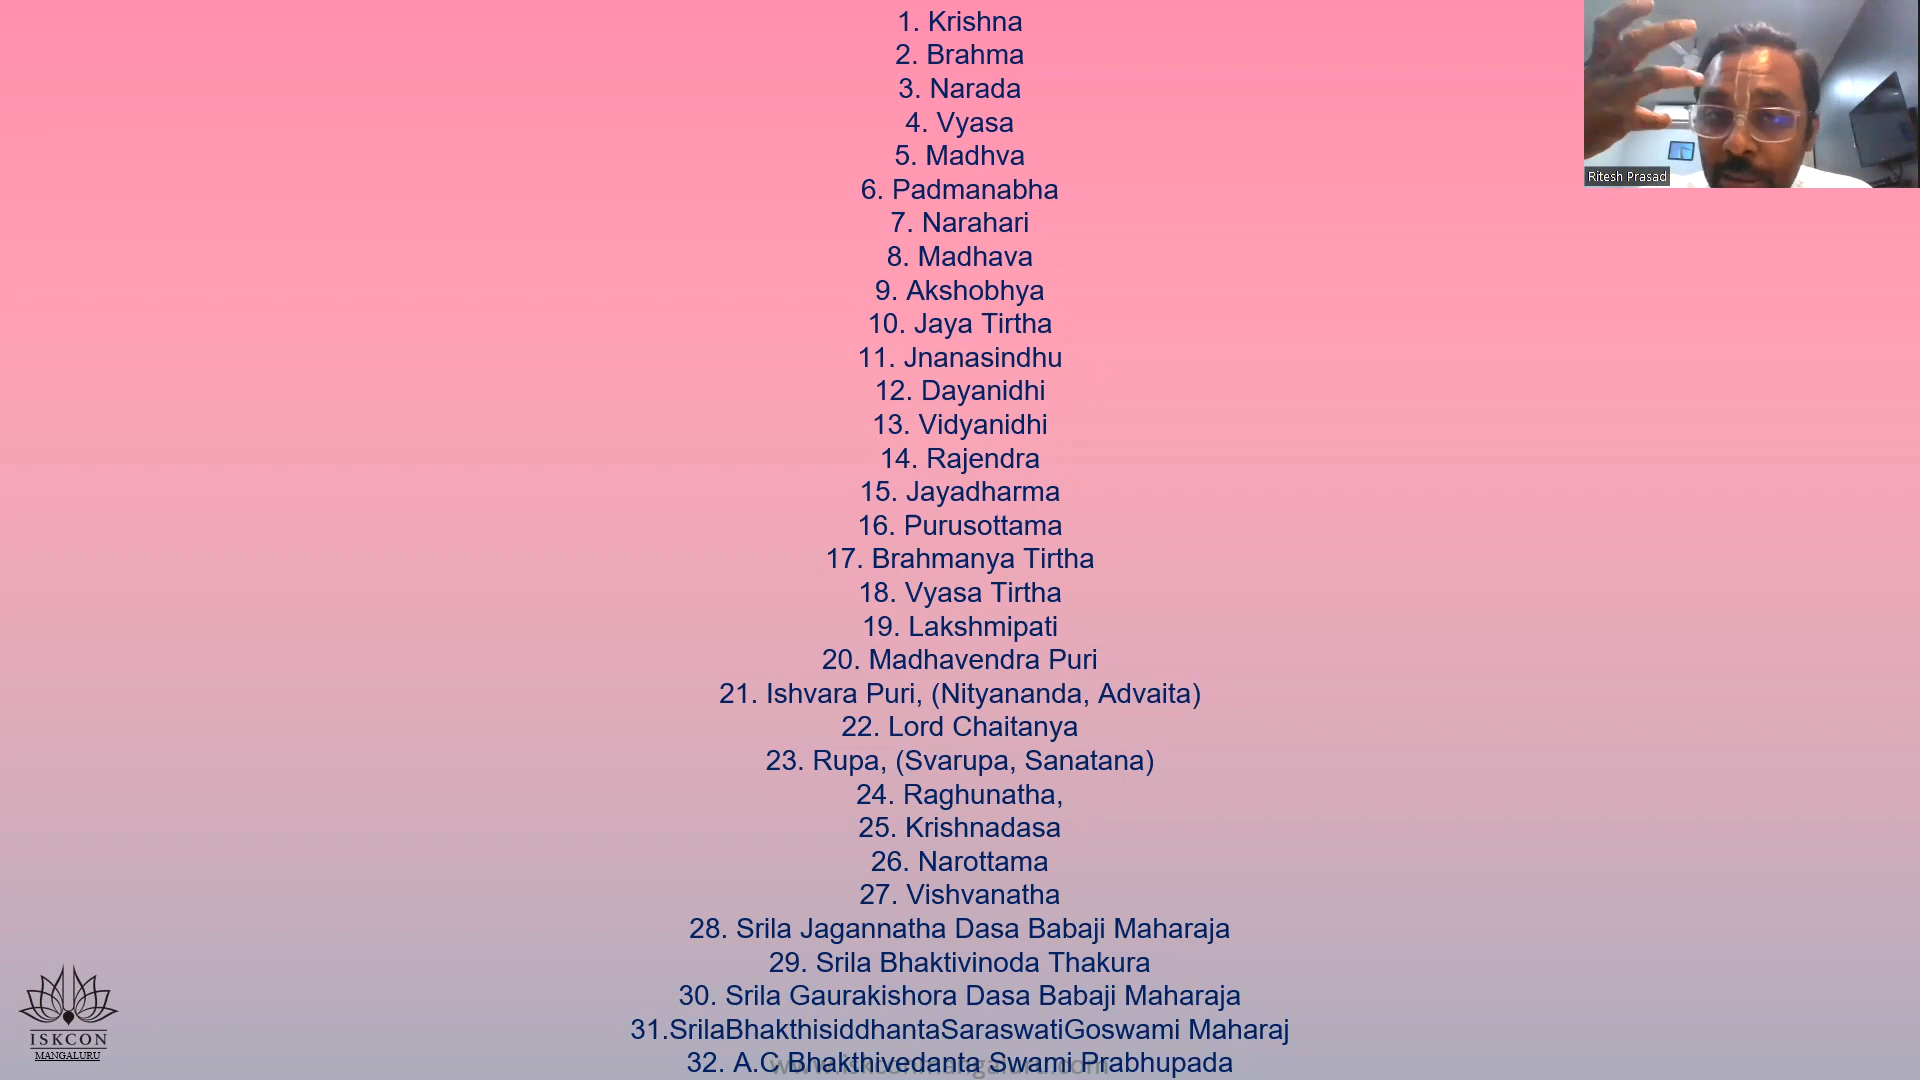 1. Krishna
2. Brahma
3. Narada
4. Vyasa
5. Madhva
6. Padmanabha
7. Narahari
8. Madhava
9. Akshobhya
10. Jaya Tirtha
11. Jnanasindhu
12. Dayanidhi
13. Vidyanidhi
14. Rajendra
15. Jayadharma
16. Purusottama
17. Brahmanya Tirtha
18. Vyasa Tirtha
19. Lakshmipati
20. Madhavendra Puri
21. Ishvara Puri, (Nityananda, Advaita)
22. Lord Chaitanya
23. Rupa, (Svarupa, Sanatana)
24. Raghunatha,
25. Krishnadasa
26. Narottama
27. Vishvanatha
28. Srila Jagannatha Dasa Babaji Maharaja
29. Srila Bhaktivinoda Thakura
30. Srila Gaurakishora Dasa Babaji Maharaja
31.SrilaBhakthisiddhantaSaraswatiGoswami Maharaj
32. A.C Bhakthivedanta Swami Prabhupada
www.iskconmangaluru.com
Ritesh Prasad
ISKCON
MANGALURU